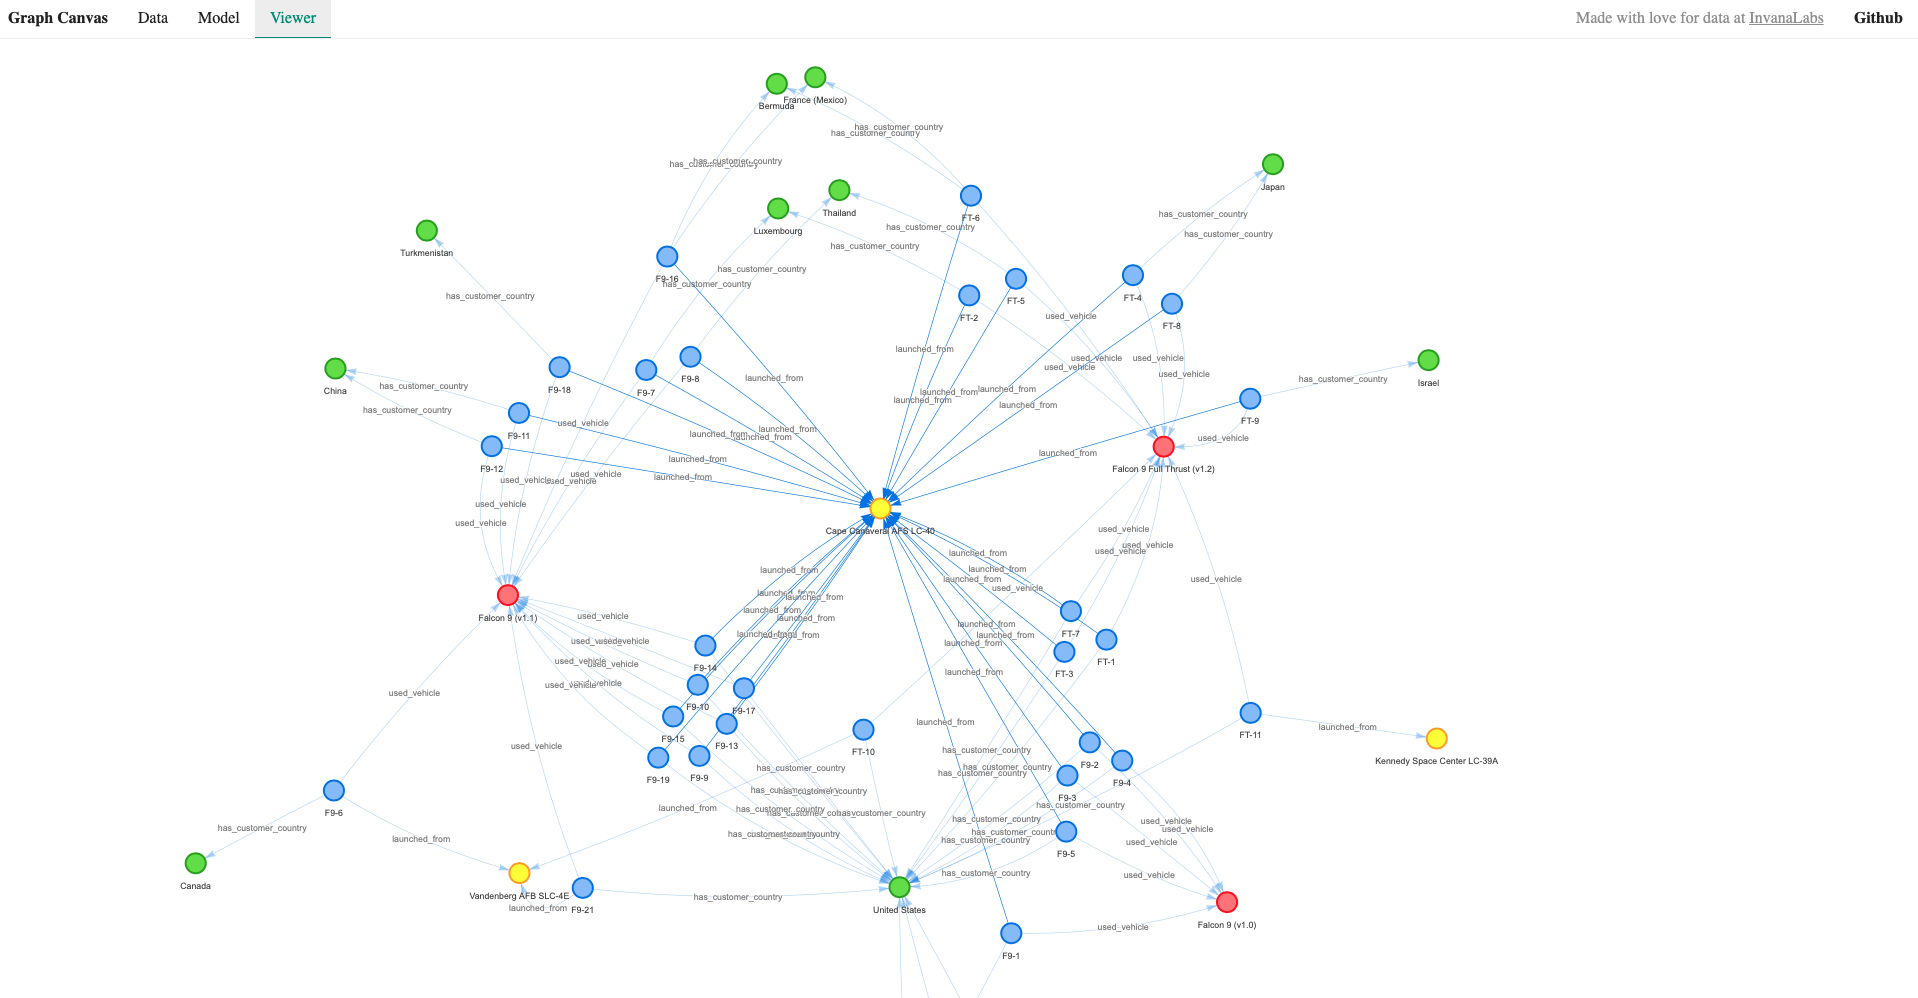 Graph Canvas Data Model Viewer Made with love for data at InvanaLabs Github
Bermuda
France (Mexico)
has_customer_country
has_customer_country
has_customer_country
has_customer_country
Japan
Thailand
has_customer_country
FT-6
has_customer_country
Luxembourg
has_customer_country
has_customer_country
Turkmenistan
F9-16
has_customer_country
has_customer_country
has_customer_country
FT-5
FT-4
FT-2
used_vehicle
FT-8
launched_from
used_vehicle
used_vehicle
used_vehicle
used_vehicle
launched_from
F9-8
F9-7
F9-18
China
has_customer_country
has_customer_country
Israel
has_customer_country
launched_from
launched_from
launched_from
launched_from
FT-9
used_vehicle
F9-11
used_vehicle
launched_from
launched_from
launched_from
launched_from
launched_from
launched_from
F9-12
Falcon 9 Full Thrust (v1.2)
used_vehicle
used_vehicle
used_vehicle
used_vehicle
used_vehicle
Cape Canaveral AFS LC-40
used_vehicle
used_vehicle
used_vehicle
launched_from
launched_from
launched_from
launched_from
used_vehicle
used_vehicle
launched_from
launched_from
launched_from
launched_from
Falcon 9 (v1.1)
used_vehicle
launched_from
launched_from
launched_from
launched_from
launched_from
launched_from
FT-7
used_vehicle
used_vehicle
FT-1
used_vehicle
used_vehicle
F9-14
FT-3
launched_from
used_vehicle
used_vehicle
used_vehicle
F9-10
F9-17
launched_from
F9-15
F9-13
used_vehicle
FT-10
FT-11
launched_from
F9-19
F9-9
has_customer_country
F9-2
Kennedy Space Center LC-39A
has_customer_country
has_customer_country
has_customer_country
F9-4
F9-3
has_customer_country
has_customer_country
launched_from
has_customer_country
has_customer_country
has_customer_country
has_customer_country
F9-6
has_customer_country
used_vehicle
used_vehicle
has_customer_country
launched_from
has_customer_country
has_customer_country
has_customer_country
has_customer_country
used_vehicle
F9-5
has_customer_country
used_vehicle
Canada
Vandenberg AFB SLC-4E
has_customer_country
launched_from
F9-21
United States
Falcon 9 (v1.0)
used_vehicle
F9-1